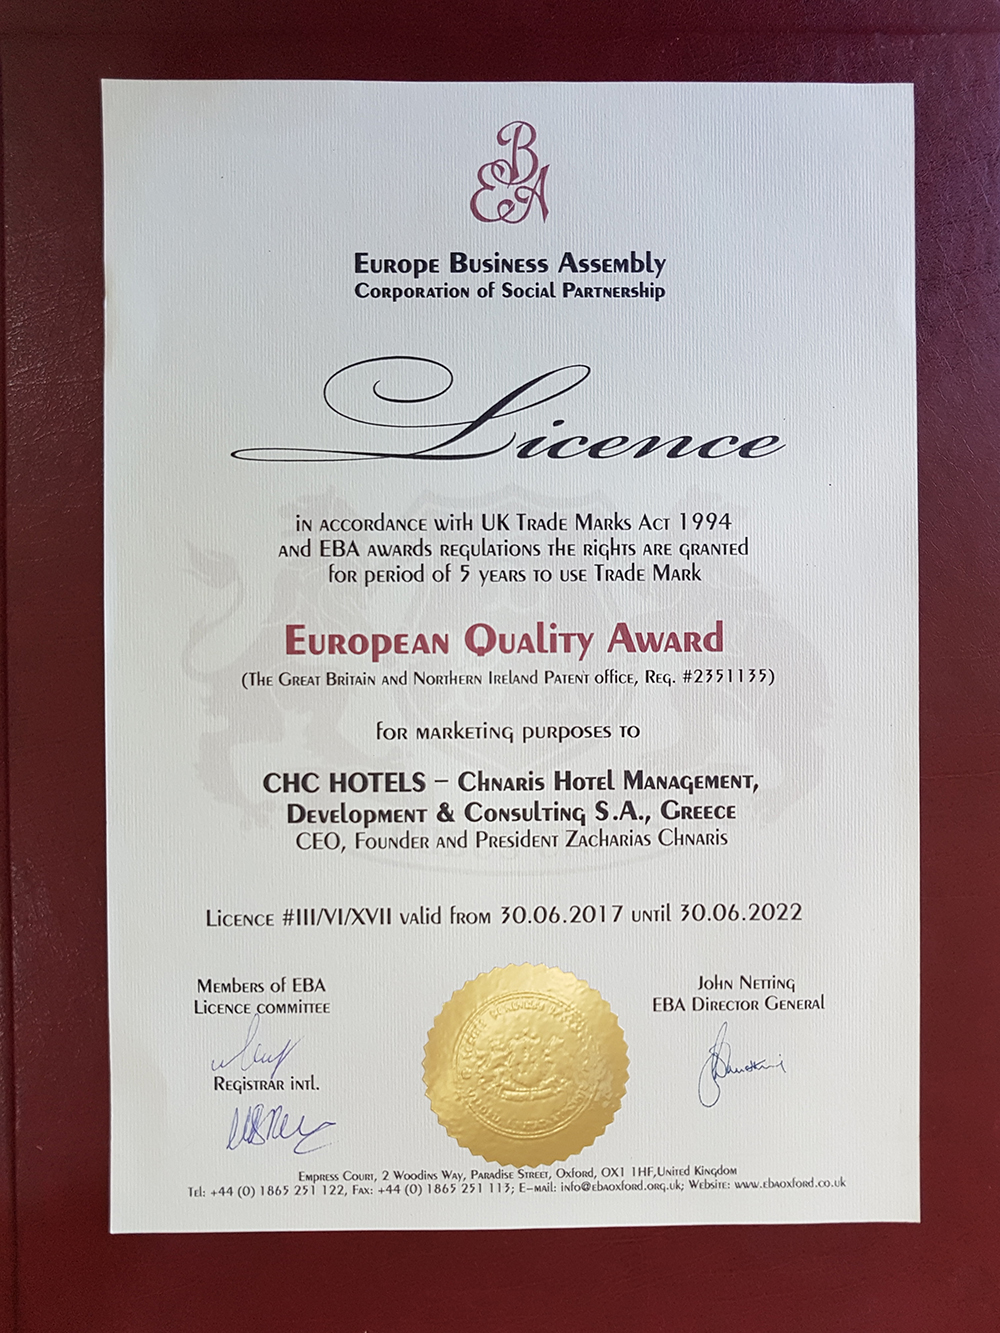 EBA
Europe Business Assembly
Corporation of Social Partnership
Licence
in accordance with UK Trade Marks Act 1994
and EBA awards regulations the rights are granted
for period of 5 years to use Trade Mark
European Quality Award
(The Great Britain and Northern Ireland Patent office, Reg. #2351135)
for marketing purposes to
CHC HOTELS – Chnaris Hotel Management,
Development & Consulting S.A., Greece
CEO, Founder and President Zacharias Chnaris
Licence #III/VI/XVII valid from 30.06.2017 until 30.06.2022
Members of EBA
Licence committee
Registrar intl.
John Netting
EBA Director General
Empress Court, 2 Woodins Way, Paradise Street, Oxford, OX1 1HF, United Kingdom
Tel: +44 (0) 1865 251 122, Fax: +44 (0) 1865 251 113; E-mail: info@ebaoxford.org.uk; Website: www.ebaoxford.co.uk